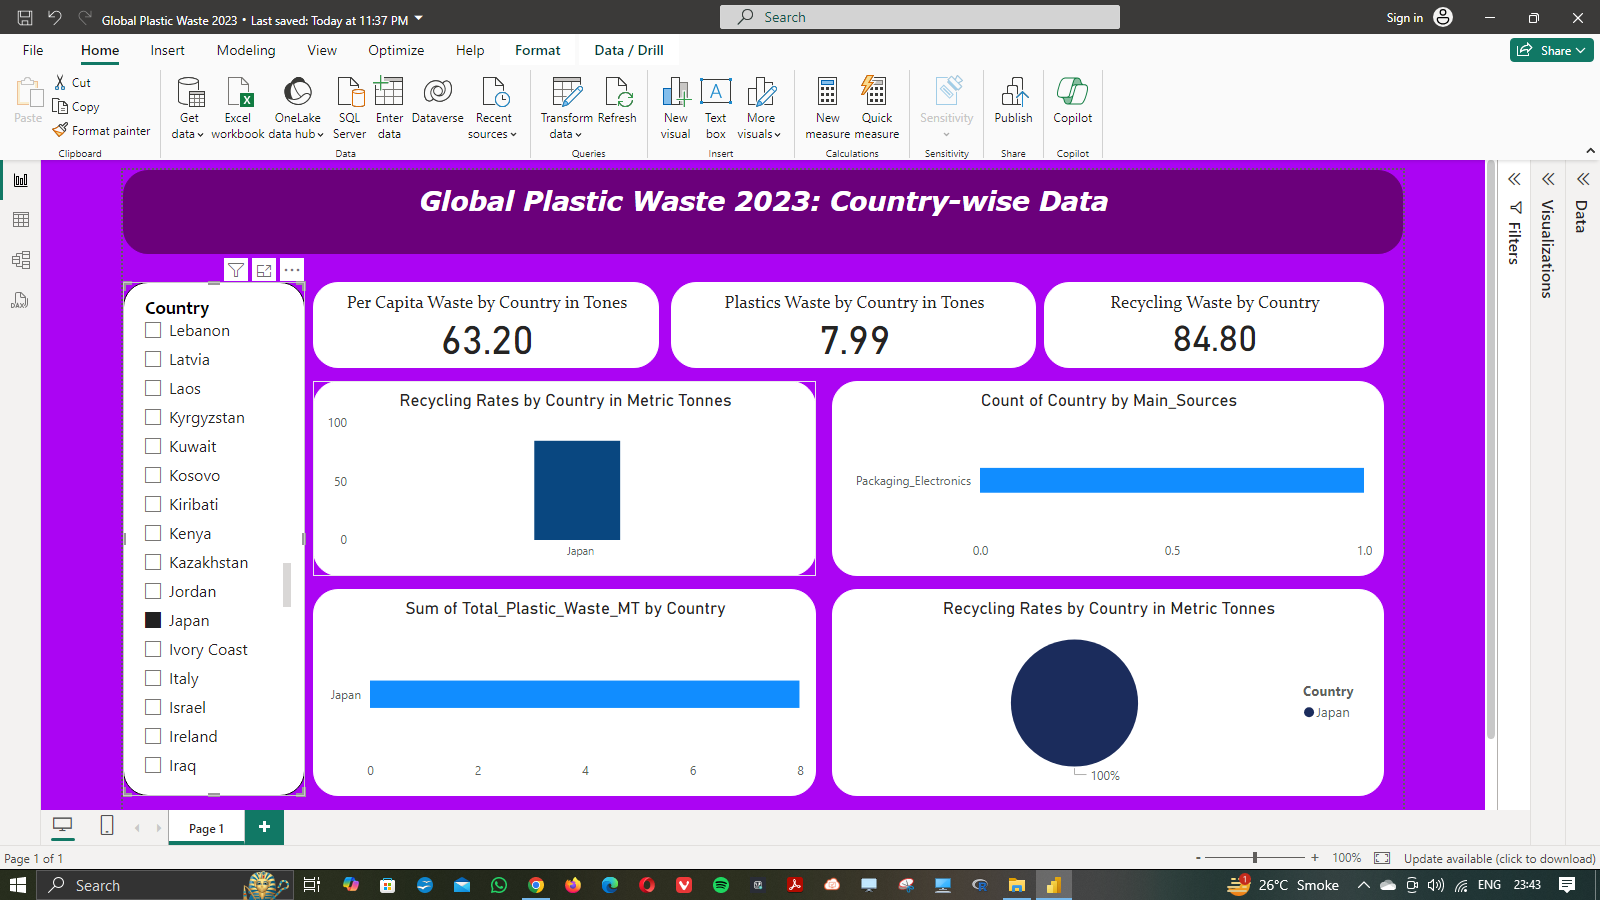 Global Plastic Waste 2023 • Last saved: Today at 11:37 PM
Search
Sign in
File
Home
Insert
Modeling
View
Optimize
Help
Format
Data / Drill
Share
Paste
Cut
Copy
Format painter
Clipboard
Get data
Excel workbook
OneLake data hub
SQL Server
Enter data
Dataverse
Recent sources
Data
Transform data
Refresh
Queries
New visual
Text box
More visuals
Insert
New measure
Quick measure
Calculations
Sensitivity
Sensitivity
Publish
Share
Copilot
Copilot
Global Plastic Waste 2023: Country-wise Data
Filters
Visualizations
Data
Country
Lebanon
Latvia
Laos
Kyrgyzstan
Kuwait
Kosovo
Kiribati
Kenya
Kazakhstan
Jordan
Japan
Ivory Coast
Italy
Israel
Ireland
Iraq
Per Capita Waste by Country in Tones
63.20
Plastics Waste by Country in Tones
7.99
Recycling Waste by Country
84.80
Recycling Rates by Country in Metric Tonnes
100
50
0
Japan
Count of Country by Main_Sources
Packaging_Electronics
0.0 0.5 1.0
Sum of Total_Plastic_Waste_MT by Country
Japan
0 2 4 6 8
Recycling Rates by Country in Metric Tonnes
100%
Country
Japan
Page 1
Page 1 of 1
- + 100%
Update available (click to download)
Search
1
26°C Smoke
ENG
23:43